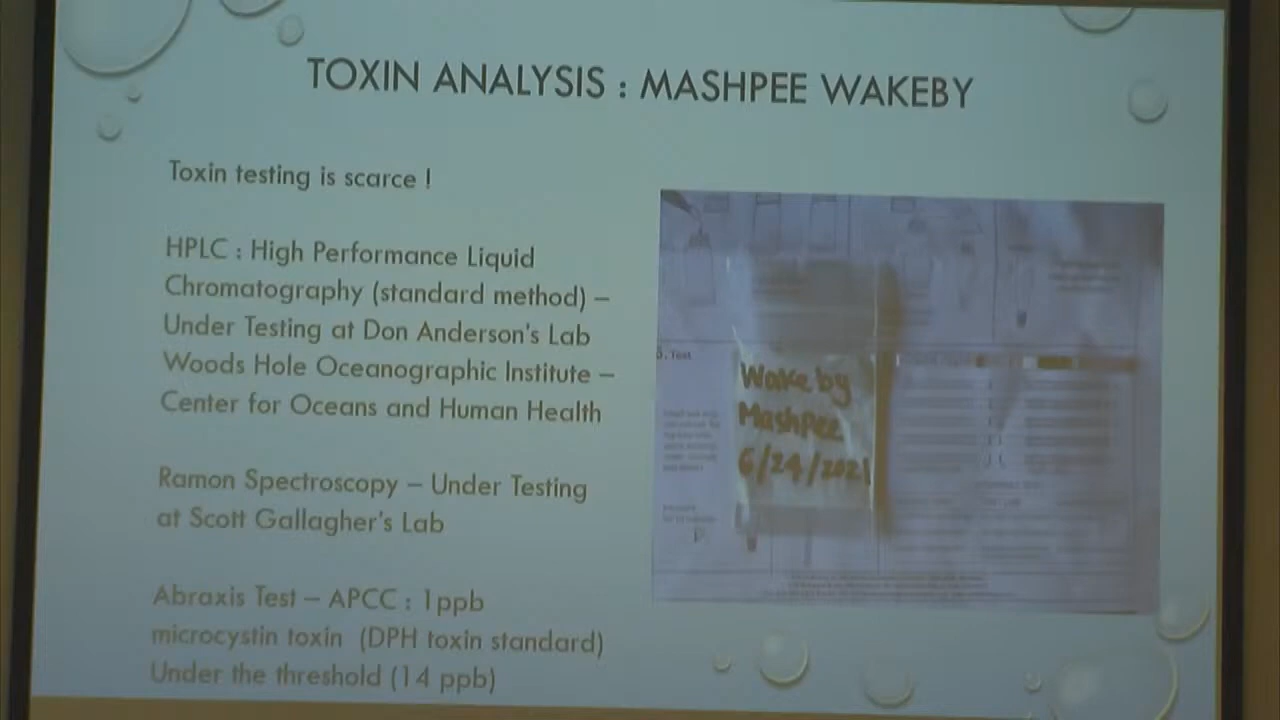 TOXIN ANALYSIS : MASHPEE WAKEBY
Toxin testing is scarce !
HPLC : High Performance Liquid
Chromatography (standard method) –
Under Testing at Don Anderson's Lab
Woods Hole Oceanographic Institute –
Center for Oceans and Human Health
Ramon Spectroscopy – Under Testing
at Scott Gallagher's Lab
Abraxis Test – APCC : 1ppb
microcystin toxin (DPH toxin standard)
Under the threshold (14 ppb)
Test
Wakeby
Mashpee
6/24/2021